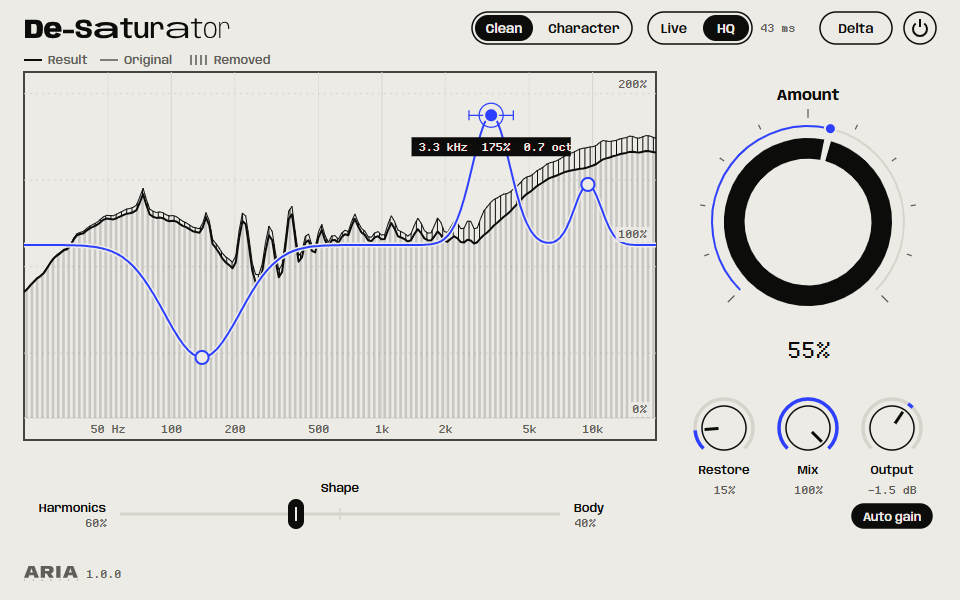 De-Saturator
Clean Character Live HQ 43 ms Delta
Result Original Removed
Amount
200%
3.3 kHz 175% 0.7 oct
100%
0%
50 Hz 100 200 500 1k 2k 5k 10k
55%
Restore Mix Output
15% 100% -1.5 dB
Auto gain
Shape
Harmonics Body
60% 40%
ARIA 1.0.0